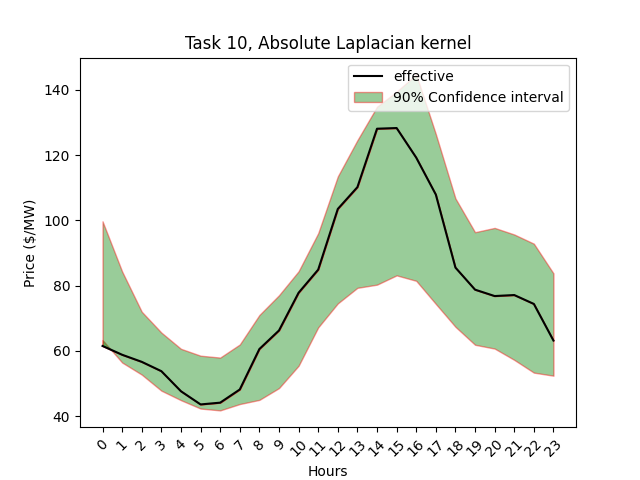 Task 10, Absolute Laplacian kernel
effective
90% Confidence interval
Price ($/MW)
140
120
100
80
60
40
0 1 2 3 4 5 6 7 8 9 10 11 12 13 14 15 16 17 18 19 20 21 22 23
Hours